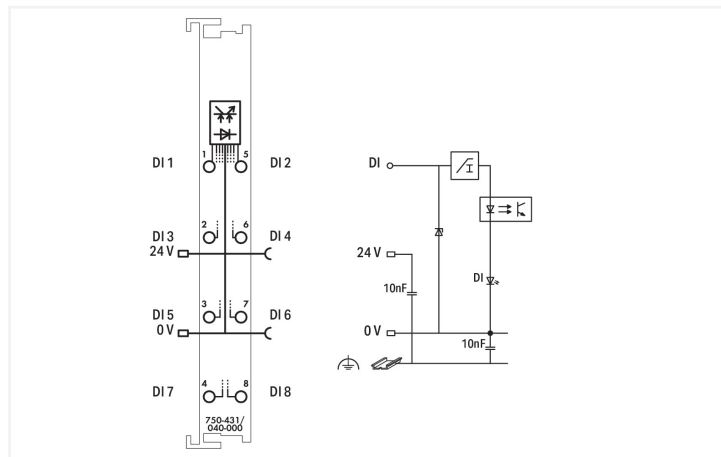 1 5
DI 1 DI 2
2 6
DI 3 DI 4
24 V
3 7
DI 5 DI 6
0 V
4 8
DI 7 DI 8
750-431/
040-000
DI
24 V
10nF
DI
0 V
10nF